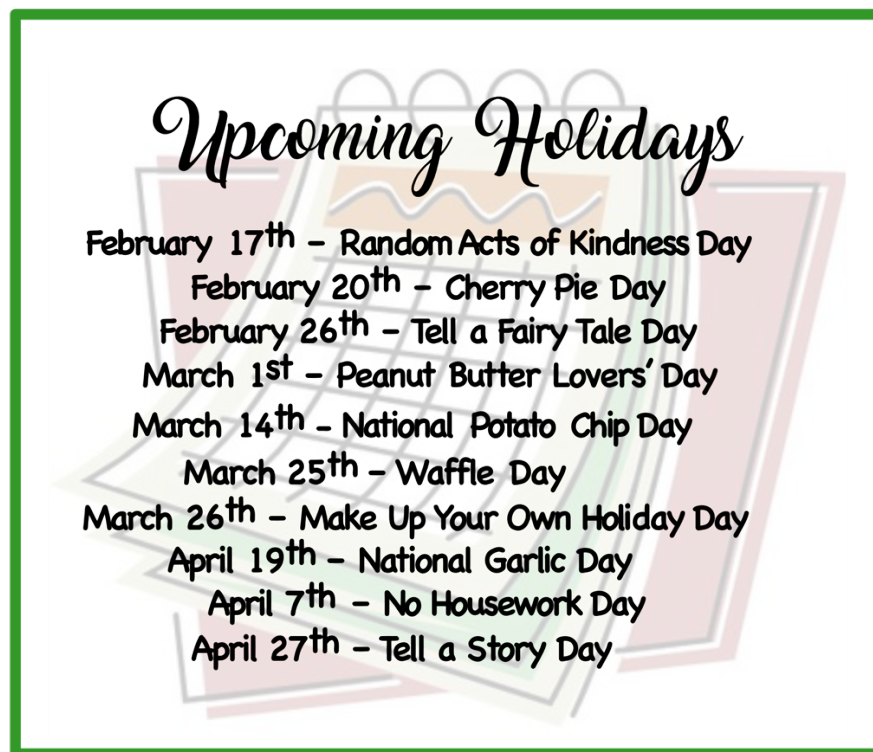 Upcoming Holidays
February 17th – Random Acts of Kindness Day
February 20th – Cherry Pie Day
February 26th – Tell a Fairy Tale Day
March 1st – Peanut Butter Lovers’ Day
March 14th – National Potato Chip Day
March 25th – Waffle Day
March 26th – Make Up Your Own Holiday Day
April 19th – National Garlic Day
April 7th – No Housework Day
April 27th – Tell a Story Day